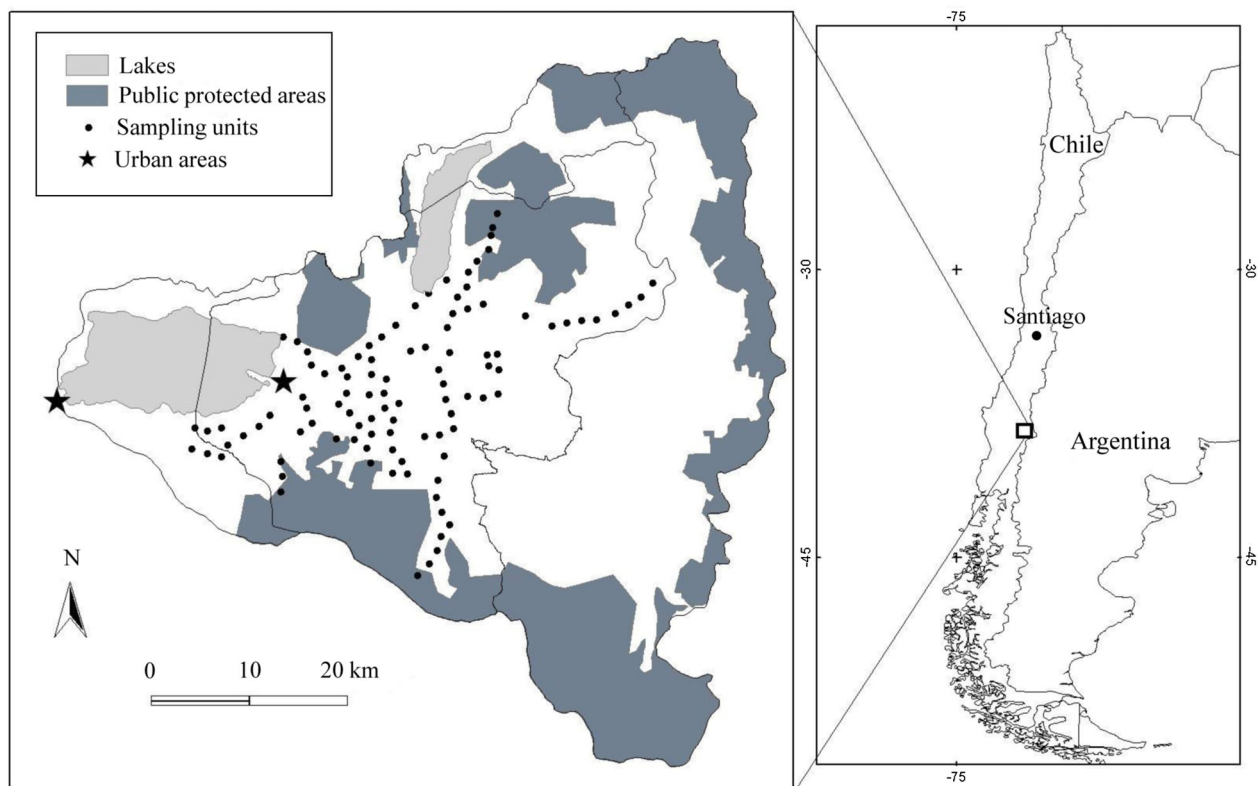 Lakes
Public protected areas
Sampling units
Urban areas
N
0 10 20 km
-75
Chile
-30
-30
Santiago
Argentina
-45
-45
-75